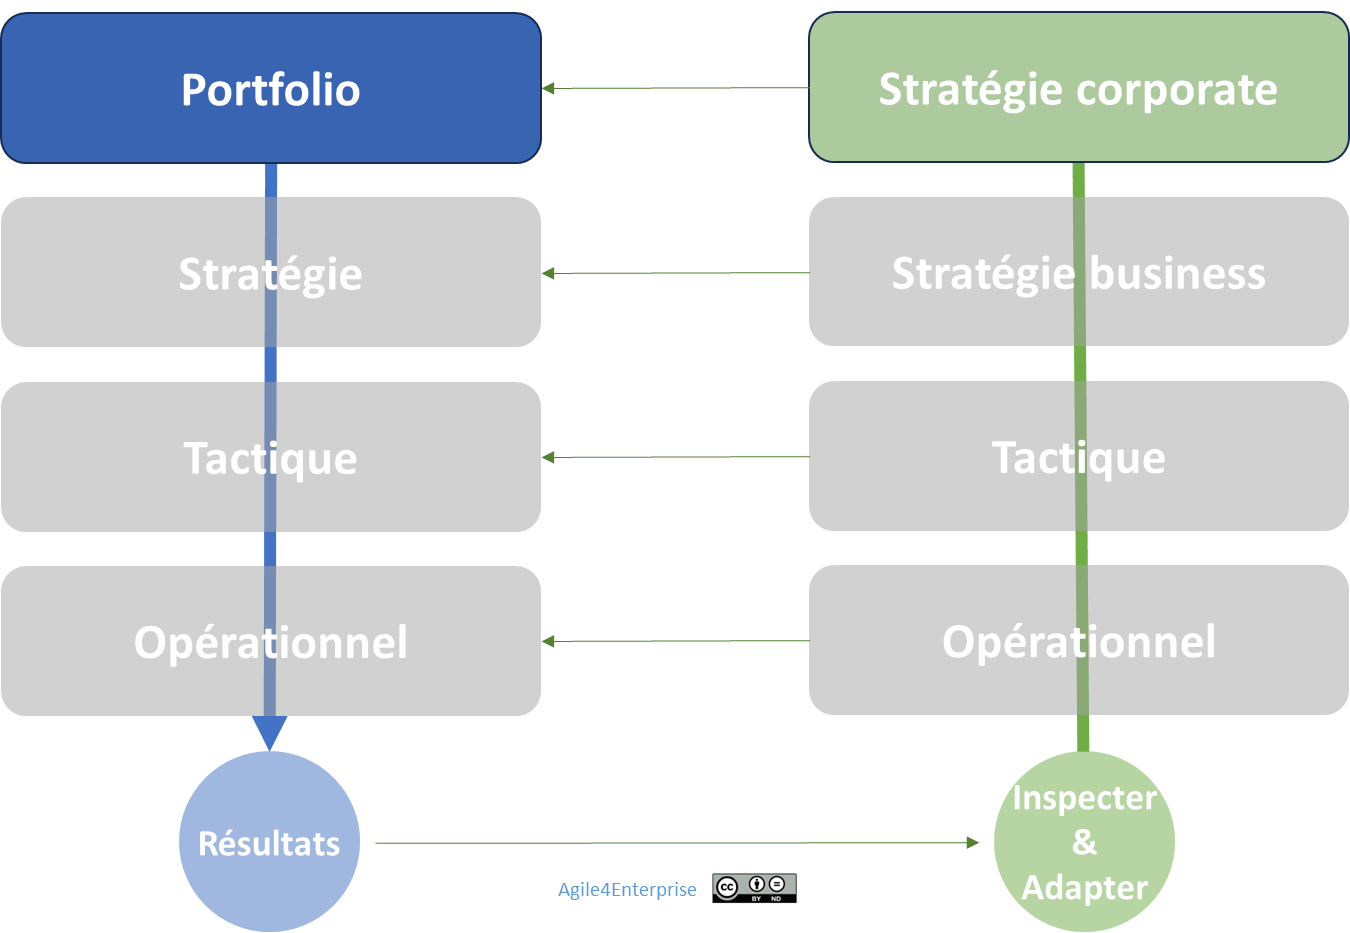 Portfolio
Stratégie corporate
Stratégie
Stratégie business
Tactique
Tactique
Opérationnel
Opérationnel
Résultats
Inspecter
&
Adapter
Agile4Enterprise
cc
BY ND